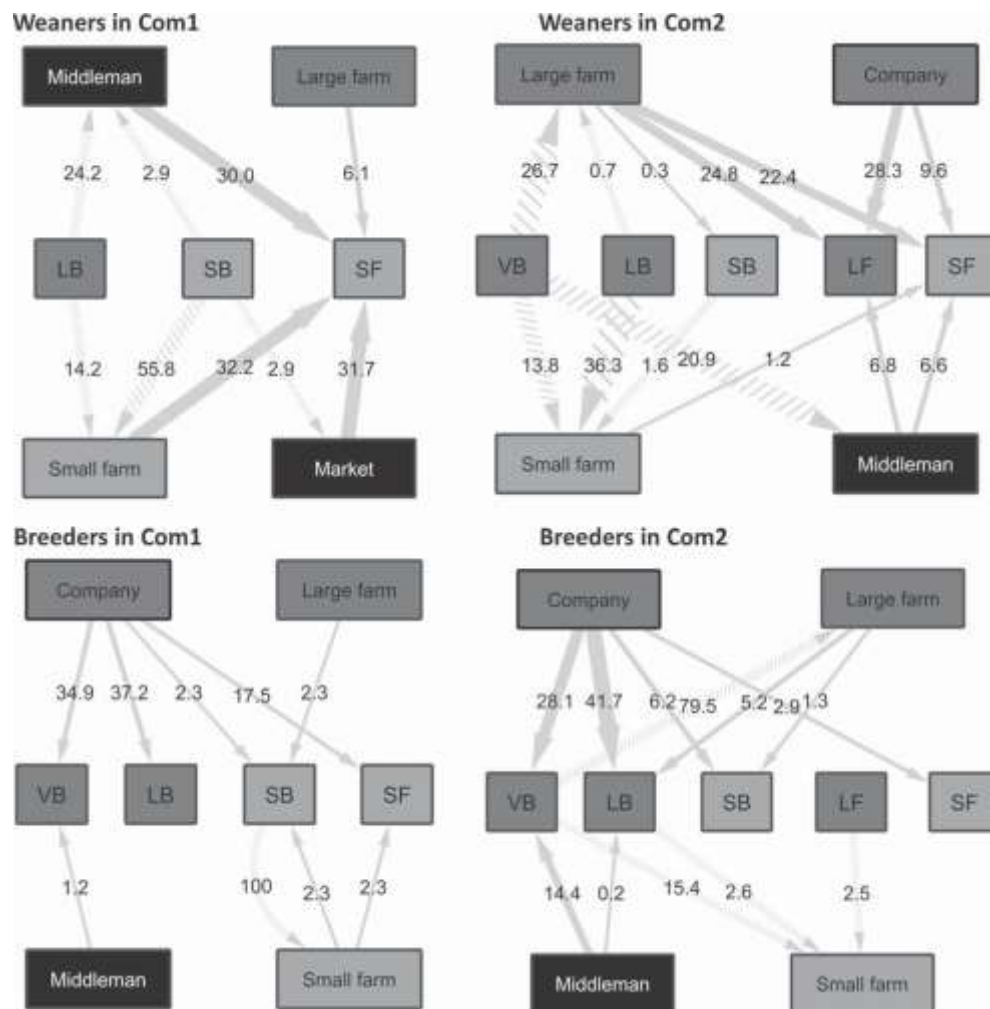 Weaners in Com1
Middleman
Large farm
24.2
2.9
30.0
6.1
LB
SB
SF
14.2
55.8
32.2
2.9
31.7
Small farm
Market
Weaners in Com2
Large farm
Company
26.7
0.7
0.3
24.8
22.4
28.3
9.6
VB
LB
SB
LF
SF
13.8
36.3
1.6
20.9
1.2
6.8
6.6
Small farm
Middleman
Breeders in Com1
Company
Large farm
34.9
37.2
2.3
17.5
2.3
VB
LB
SB
SF
1.2
100
2.3
2.3
Middleman
Small farm
Breeders in Com2
Company
Large farm
28.1
41.7
6.2
79.5
5.2
2.9
1.3
VB
LB
SB
LF
SF
14.4
0.2
15.4
2.6
2.5
Middleman
Small farm